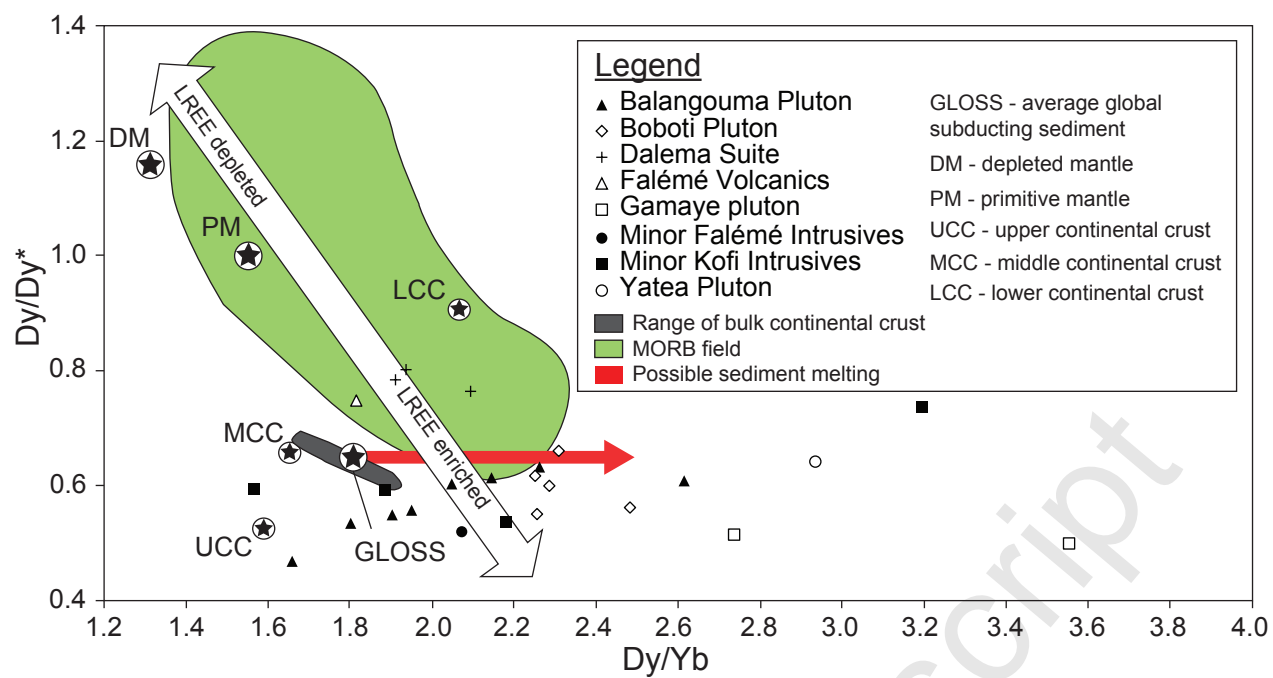 1.4
1.2
1.0
0.8
0.6
0.4
Dy/Dy*
1.2 1.4 1.6 1.8 2.0 2.2 2.4 2.6 2.8 3.0 3.2 3.4 3.6 3.8 4.0
Dy/Yb
DM
PM
LCC
MCC
UCC
GLOSS
LREE depleted
LREE enriched
Legend
Balangouma Pluton
Boboti Pluton
Dalema Suite
Falémé Volcanics
Gamaye pluton
Minor Falémé Intrusives
Minor Kofi Intrusives
Yatea Pluton
Range of bulk continental crust
MORB field
Possible sediment melting
GLOSS - average global
subducting sediment
DM - depleted mantle
PM - primitive mantle
UCC - upper continental crust
MCC - middle continental crust
LCC - lower continental crust
script